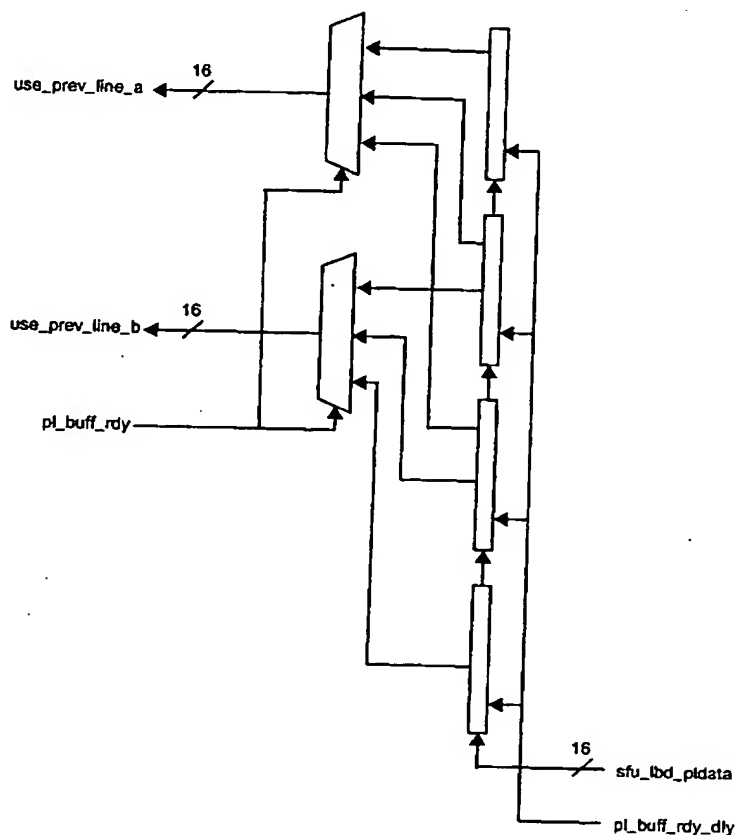 16
use_prev_line_a
16
use_prev_line_b
pl_buff_rdy
16
sfu_lbd_pldata
pl_buff_rdy_dly